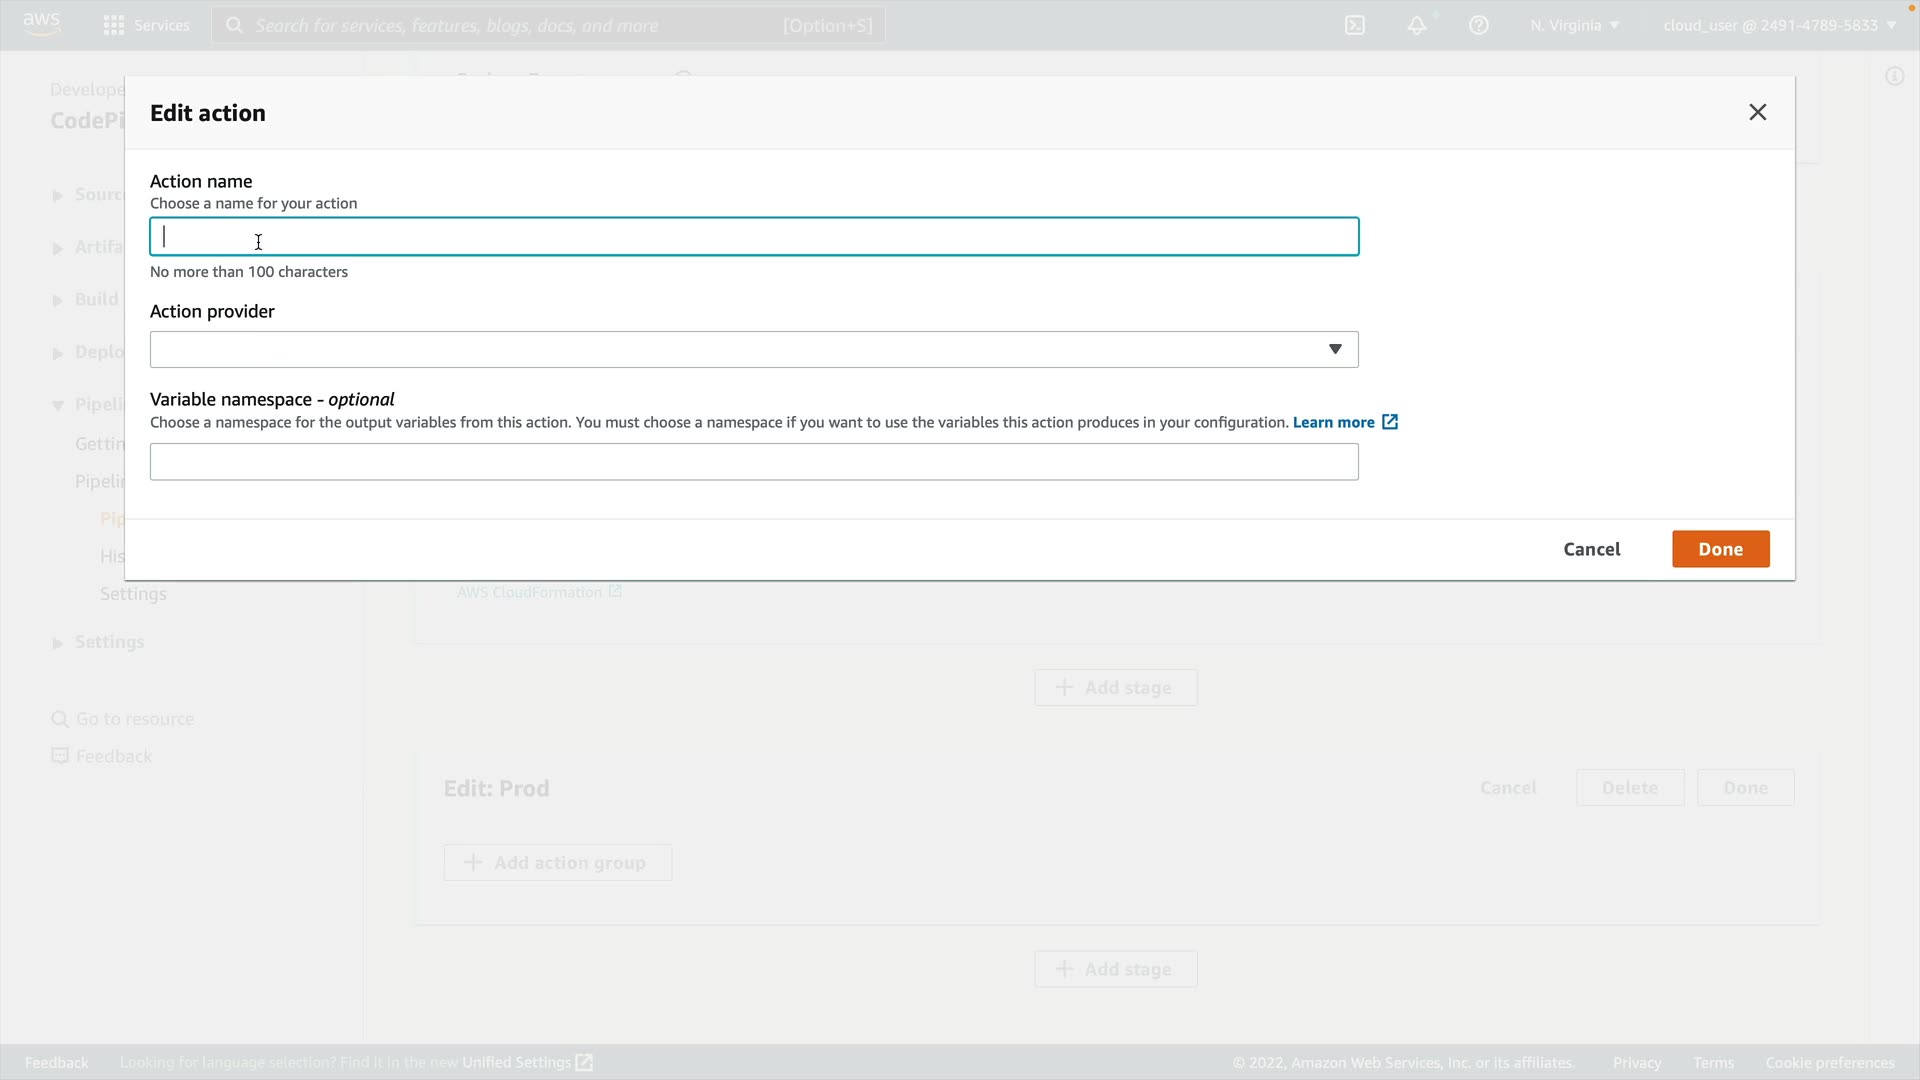 aws
Services
Search for services, features, blogs, docs, and more
[Option+S]
N. Virginia
cloud_user @ 2491-4789-5833
Develope
CodePi
Edit action
Action name
Choose a name for your action
No more than 100 characters
Action provider
Variable namespace - optional
Choose a namespace for the output variables from this action. You must choose a namespace if you want to use the variables this action produces in your configuration. Learn more
Cancel
Done
Sourc
Artifa
Build
Deplo
Pipeli
Gettin
Pipelin
Pip
His
Settings
Settings
Go to resource
Feedback
AWS CloudFormation
Add stage
Edit: Prod
Cancel
Delete
Done
Add action group
Add stage
Feedback
Looking for language selection? Find it in the new Unified Settings
© 2022, Amazon Web Services, Inc. or its affiliates.
Privacy
Terms
Cookie preferences